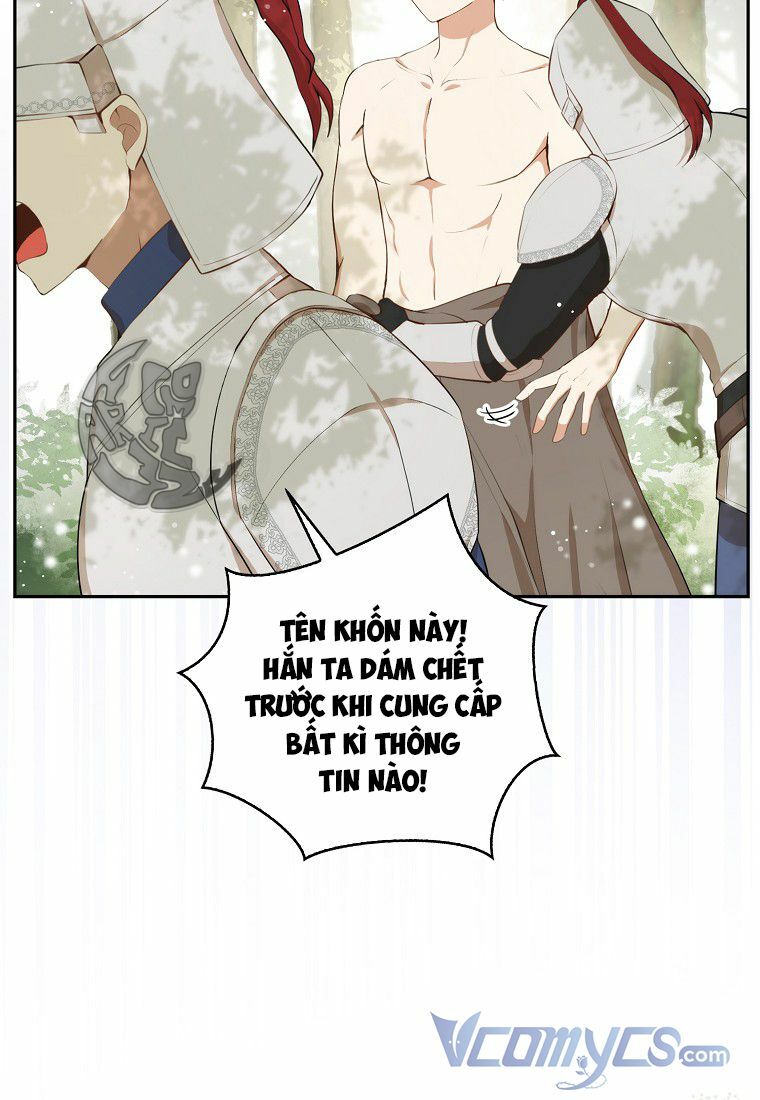 TÊN KHỐN NÀY!
HẮN TA DÁM CHẾT
TRƯỚC KHI CUNG CẤP
BẤT KÌ THÔNG
TIN NÀO!
VCOMYCS.com